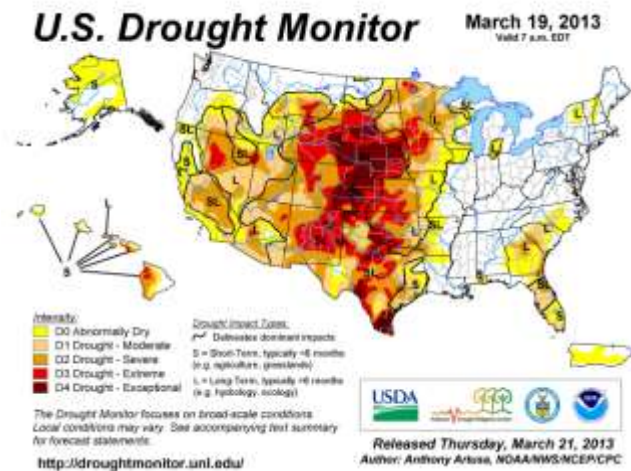 U.S. Drought Monitor
March 19, 2013
Valid 7 a.m. EDT
Intensity:
D0 Abnormally Dry
D1 Drought - Moderate
D2 Drought - Severe
D3 Drought - Extreme
D4 Drought - Exceptional
Drought Impact Types:
Delineates dominant impacts
S = Short-Term, typically <6 months
(e.g. agriculture, grasslands)
L = Long-Term, typically >6 months
(e.g. hydrology, ecology)
The Drought Monitor focuses on broad-scale conditions.
Local conditions may vary. See accompanying text summary
for forecast statements.
http://droughtmonitor.unl.edu/
USDA
Released Thursday, March 21, 2013
Author: Anthony Artusa, NOAA/NWS/NCEP/CPC